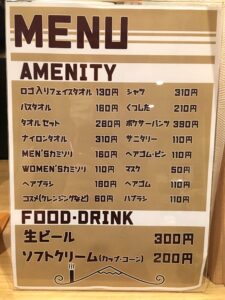 MENU
AMENITY
ロゴ入りフェイスタオル 130円
バスタオル 160円
タオルセット 260円
ナイロンタオル 310円
MEN'Sカミソリ 160円
WOMEN'Sカミソリ 110円
ヘアブラシ 160円
コスメ(クレンジングなど) 60円
シャツ 310円
くつした 210円
ボクサーパンツ 390円
サニタリー 110円
ヘアゴム・ピン 110円
マスク 50円
ヘアゴム 110円
ハブラシ 110円
FOOD・DRINK
生ビール 300円
ソフトクリーム(カップ・コーン) 200円